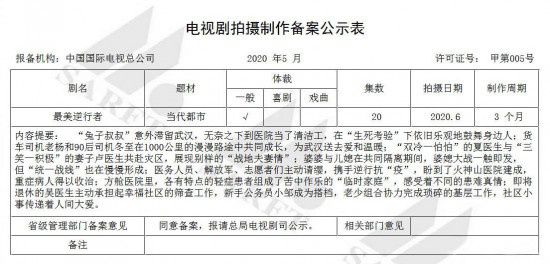 电视剧拍摄制作备案公示表
报备机构：中国国际电视总公司 2020 年5 月 许可证号： 甲第005号
剧名 题材 体裁 集数 拍摄日期 制作周期
一般 喜剧 戏曲
最美逆行者 当代都市 √ 20 2020.6 3 个月
内容提要： “兔子叔叔”意外滞留武汉，无奈之下到医院当了清洁工，在“生死考验”下依旧乐观地鼓舞身边人；货
车司机老杨和90后司机冬至在1000公里的漫漫路途中共同成长，为武汉送去爱和温暖；“双冷一怕怕”的夏医生与“三
笑一积极”的妻子卢医生共赴灾区，展现别样的“战地夫妻情”；婆婆与儿媳在共同隔离期间，婆媳大战一触即发，
但“统一战线”也在慢慢形成；医务人员、解放军、志愿者们主动请缨，携手逆行抗“疫”，盼到了火神山医院建成，
重症病人得以收治；方舱医院里，各有特点的轻症患者组成了苦中作乐的“临时家庭”，感受着不同的患难真情；即将
退休的吴医生主动承担起幸福社区的筛查工作，新手公务员小邹成为搭档，老少组合协力完成琐碎的基层工作，社区小
事传递着人间大爱。
省级管理部门备案意见 同意备案，报请总局电视剧司公示。 相关部门意见
备注
SARFT
SARFT